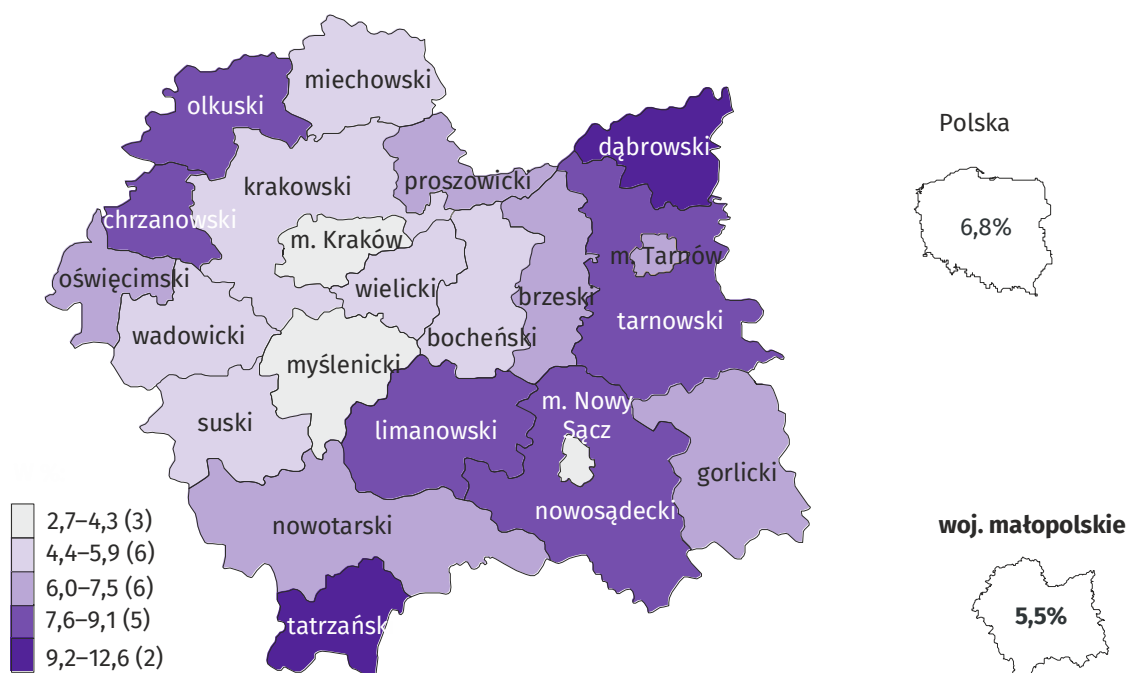 miechowski
olkuski
dąbrowski
Polska
krakowski
proszowicki
chrzanowski
m. Kraków
6,8%
m. Tarnów
oświęcimski
wielicki
brzeski
wadowicki
bocheński
tarnowski
myślenicki
m. Nowy
Sącz
suski
limanowski
gorlicki
nowosądecki
nowotarski
woj. małopolskie
5,5%
tatrzańsk
2,7–4,3 (3)
4,4–5,9 (6)
6,0–7,5 (6)
7,6–9,1 (5)
9,2–12,6 (2)